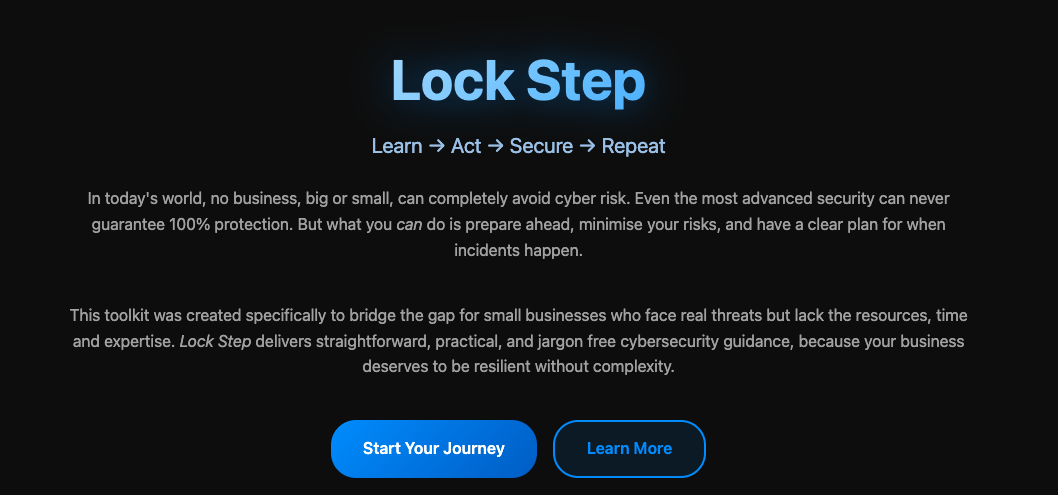 Lock Step
Learn → Act → Secure → Repeat
In today's world, no business, big or small, can completely avoid cyber risk. Even the most advanced security can never
guarantee 100% protection. But what you can do is prepare ahead, minimise your risks, and have a clear plan for when
incidents happen.
This toolkit was created specifically to bridge the gap for small businesses who face real threats but lack the resources, time
and expertise. Lock Step delivers straightforward, practical, and jargon free cybersecurity guidance, because your business
deserves to be resilient without complexity.
Start Your Journey
Learn More